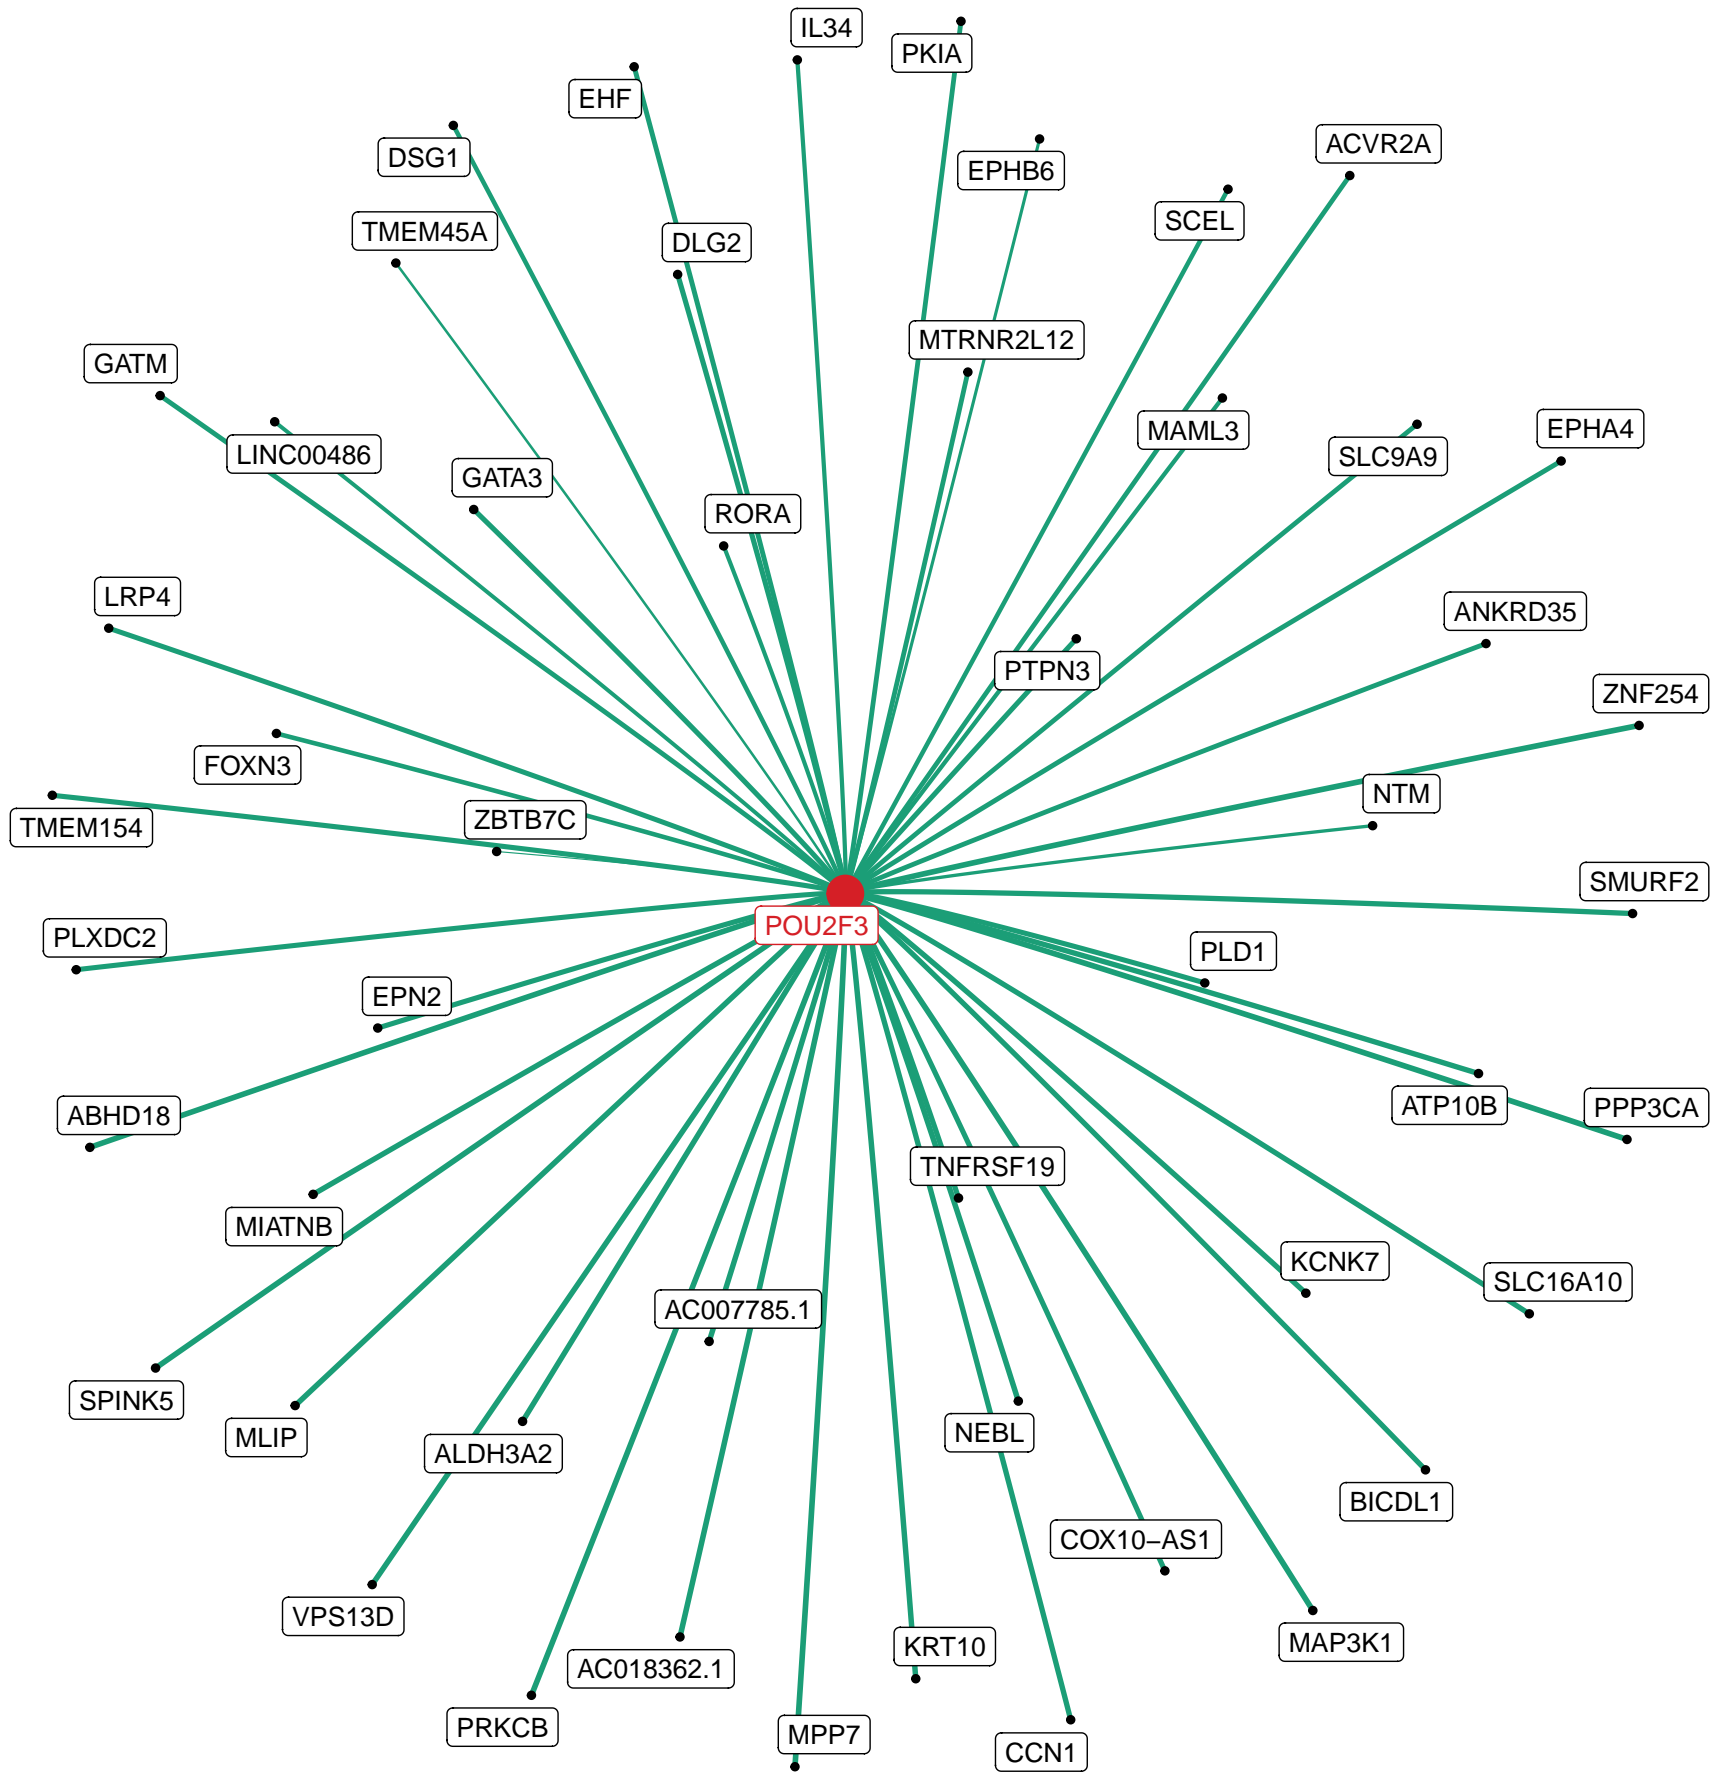 IL34
PKIA
EHF
ACVR2A
DSG1
EPHB6
SCEL
TMEM45A
DLG2
MTRNR2L12
GATM
EPHA4
MAML3
LINC00486
SLC9A9
GATA3
RORA
LRP4
ANKRD35
PTPN3
ZNF254
FOXN3
NTM
ZBTB7C
TMEM154
SMURF2
POU2F3
PLXDC2
PLD1
EPN2
ATP10B
PPP3CA
ABHD18
TNFRSF19
MIATNB
KCNK7
SLC16A10
AC007785.1
SPINK5
NEBL
MLIP
ALDH3A2
BICDL1
COX10−AS1
VPS13D
MAP3K1
KRT10
AC018362.1
PRKCB
MPP7
CCN1